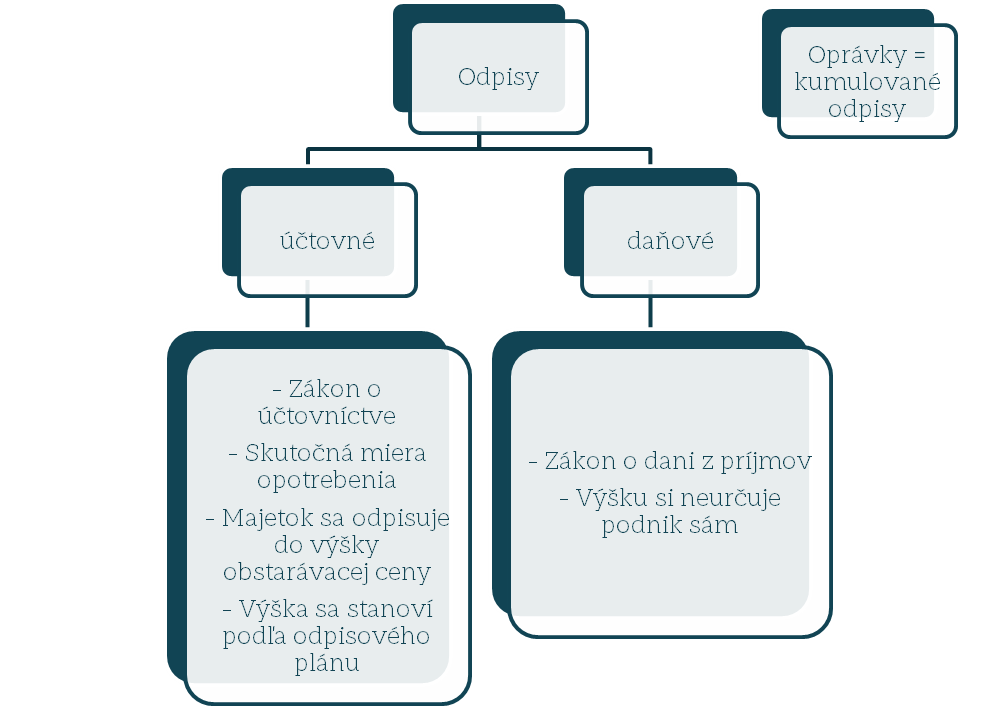 Odpisy
Oprávky =
kumulované
odpisy
účtovné
daňové
- Zákon o
účtovníctve
- Skutočná miera
opotrebenia
- Majetok sa odpisuje
do výšky
obstarávacej ceny
- Výška sa stanoví
podľa odpisového
plánu
- Zákon o dani z príjmov
- Výšku si neurčuje
podnik sám